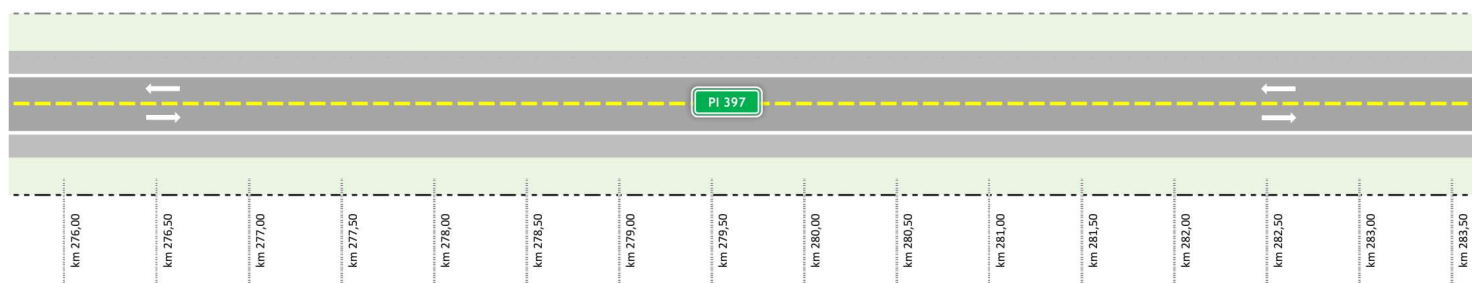 PI 397
km 276,00
km 276,50
km 277,00
km 277,50
km 278,00
km 278,50
km 279,00
km 279,50
km 280,00
km 280,50
km 281,00
km 281,50
km 282,00
km 282,50
km 283,00
km 283,50